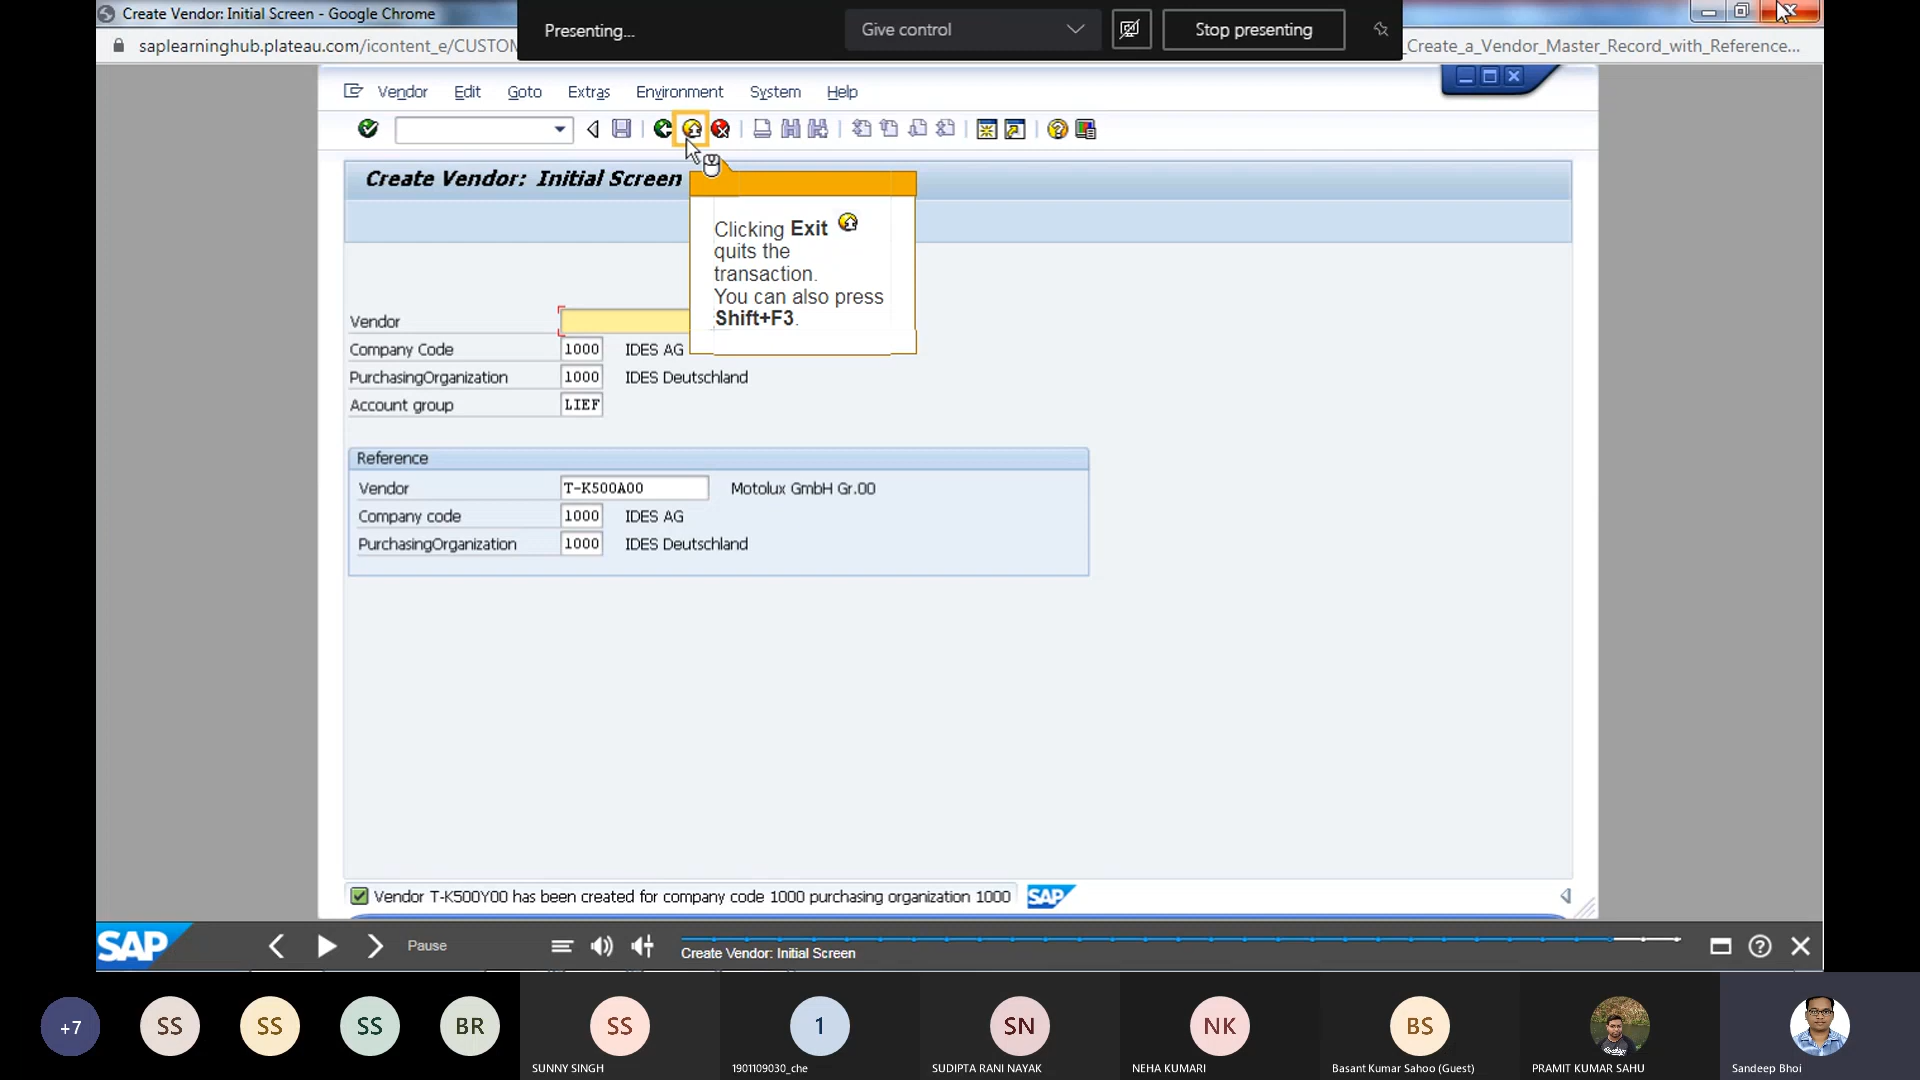 Create Vendor: Initial Screen - Google Chrome
Presenting...
Give control
Stop presenting
saplearninghub.plateau.com/icontent_e/CUSTOM
_Create_a_Vendor_Master_Record_with_Reference...
Vendor Edit Goto Extras Environment System Help
Create Vendor: Initial Screen
Clicking Exit
quits the
transaction.
You can also press
Shift+F3.
Vendor
Company Code 1000 IDES AG
PurchasingOrganization 1000 IDES Deutschland
Account group LIEF
Reference
Vendor T-K500A00 Motolux GmbH Gr.00
Company code 1000 IDES AG
PurchasingOrganization 1000 IDES Deutschland
Vendor T-K500Y00 has been created for company code 1000 purchasing organization 1000 SAP
SAP Pause
Create Vendor: Initial Screen
+7 SS SS SS BR SS 1 SN NK BS
SUNNY SINGH 1901109030_che SUDIPTA RANI NAYAK NEHA KUMARI Basant Kumar Sahoo (Guest) PRAMIT KUMAR SAHU Sandeep Bhoi